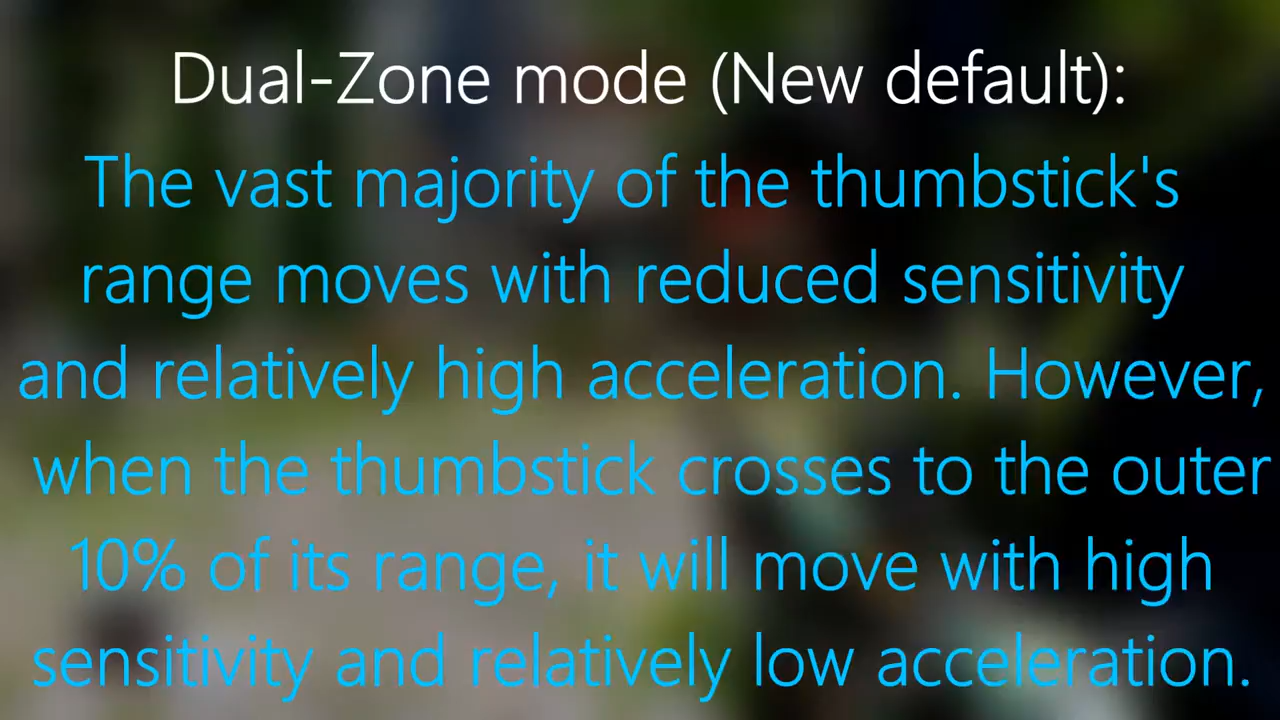 Dual-Zone mode (New default):
The vast majority of the thumbstick's
range moves with reduced sensitivity
and relatively high acceleration. However,
when the thumbstick crosses to the outer
10% of its range, it will move with high
sensitivity and relatively low acceleration.